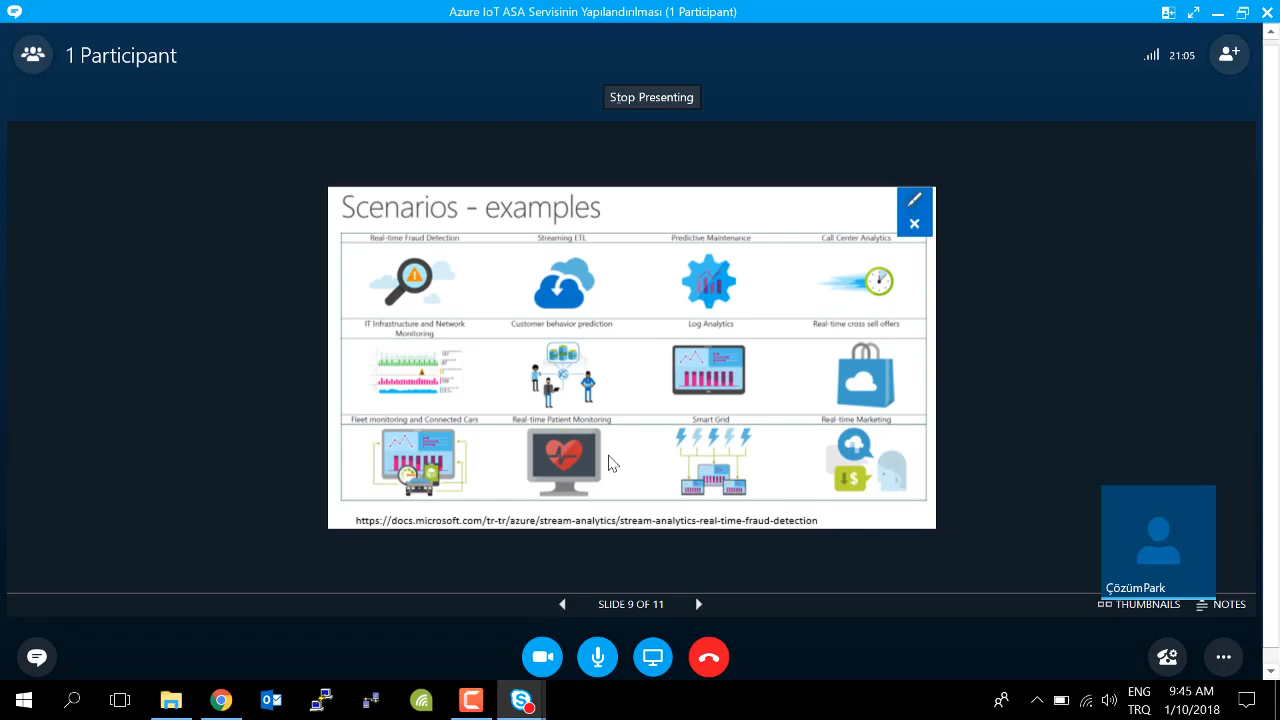 Azure IoT ASA Servisinin Yapılandırılması (1 Participant)
1 Participant
21:05
Stop Presenting
Scenarios - examples
Real-time Fraud Detection
Streaming ETL
Predictive Maintenance
Call Center Analytics
IT Infrastructure and Network
Monitoring
Customer behavior prediction
Log Analytics
Real-time cross sell offers
Fleet monitoring and Connected Cars
Real-time Patient Monitoring
Smart Grid
Real-time Marketing
https://docs.microsoft.com/tr-tr/azure/stream-analytics/stream-analytics-real-time-fraud-detection
ÇözümPark
SLIDE 9 OF 11
THUMBNAILS
NOTES
ENG
TRQ
3:45 AM
1/10/2018